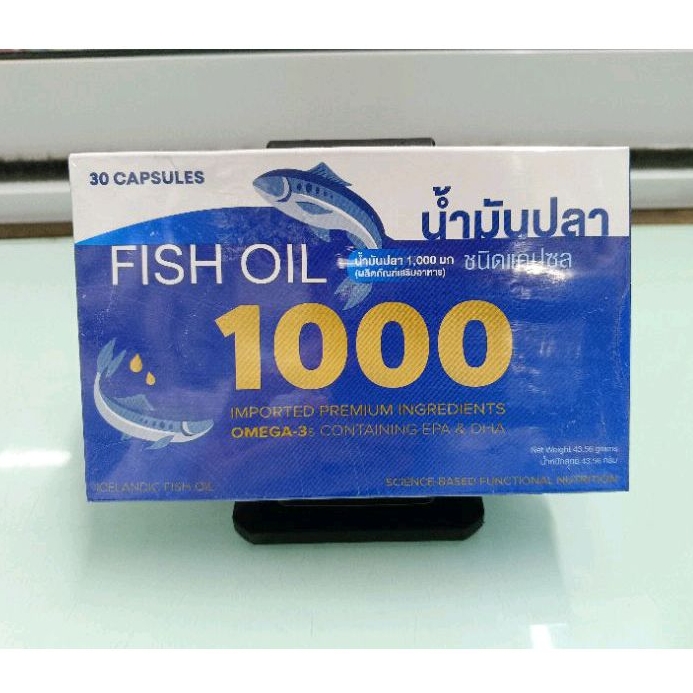 30 CAPSULES
น้ำมันปลา
ชนิดแคปซูล
FISH OIL
น้ำมันปลา 1,000 มก
(ผลิตภัณฑ์เสริมอาหาร)
1000
IMPORTED PREMIUM INGREDIENTS
OMEGA-3s CONTAINING EPA & DHA
Net Weight 43.56 grams
น้ำหนักสุทธิ 43.56 กรัม
ICELANDIC FISH OIL
SCIENCE-BASED FUNCTIONAL NUTRITION